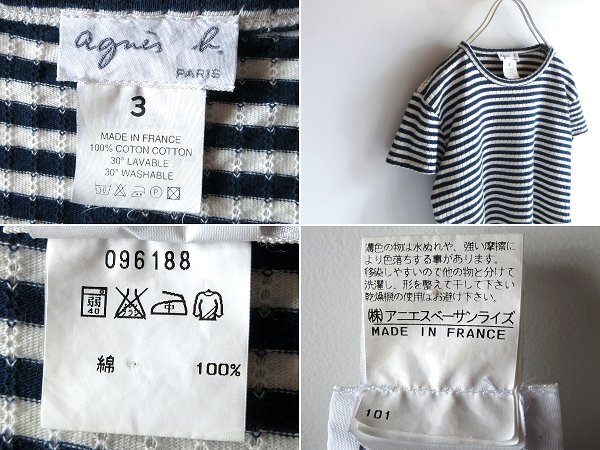 agnès b.
PARIS
3
MADE IN FRANCE
100% COTON COTTON
30° LAVABLE
30° WASHABLE
30
agnès b.
3
096188
弱
40
綿 100%
濃色の物は水ぬれや、強い摩擦に
より色落ちする事があります。
移染しやすいので他の物と分けて
洗濯し、形を整えて干して下さい
乾燥機の使用はお避け下さい。
㈱アニエスベーサンライズ
MADE IN FRANCE
101